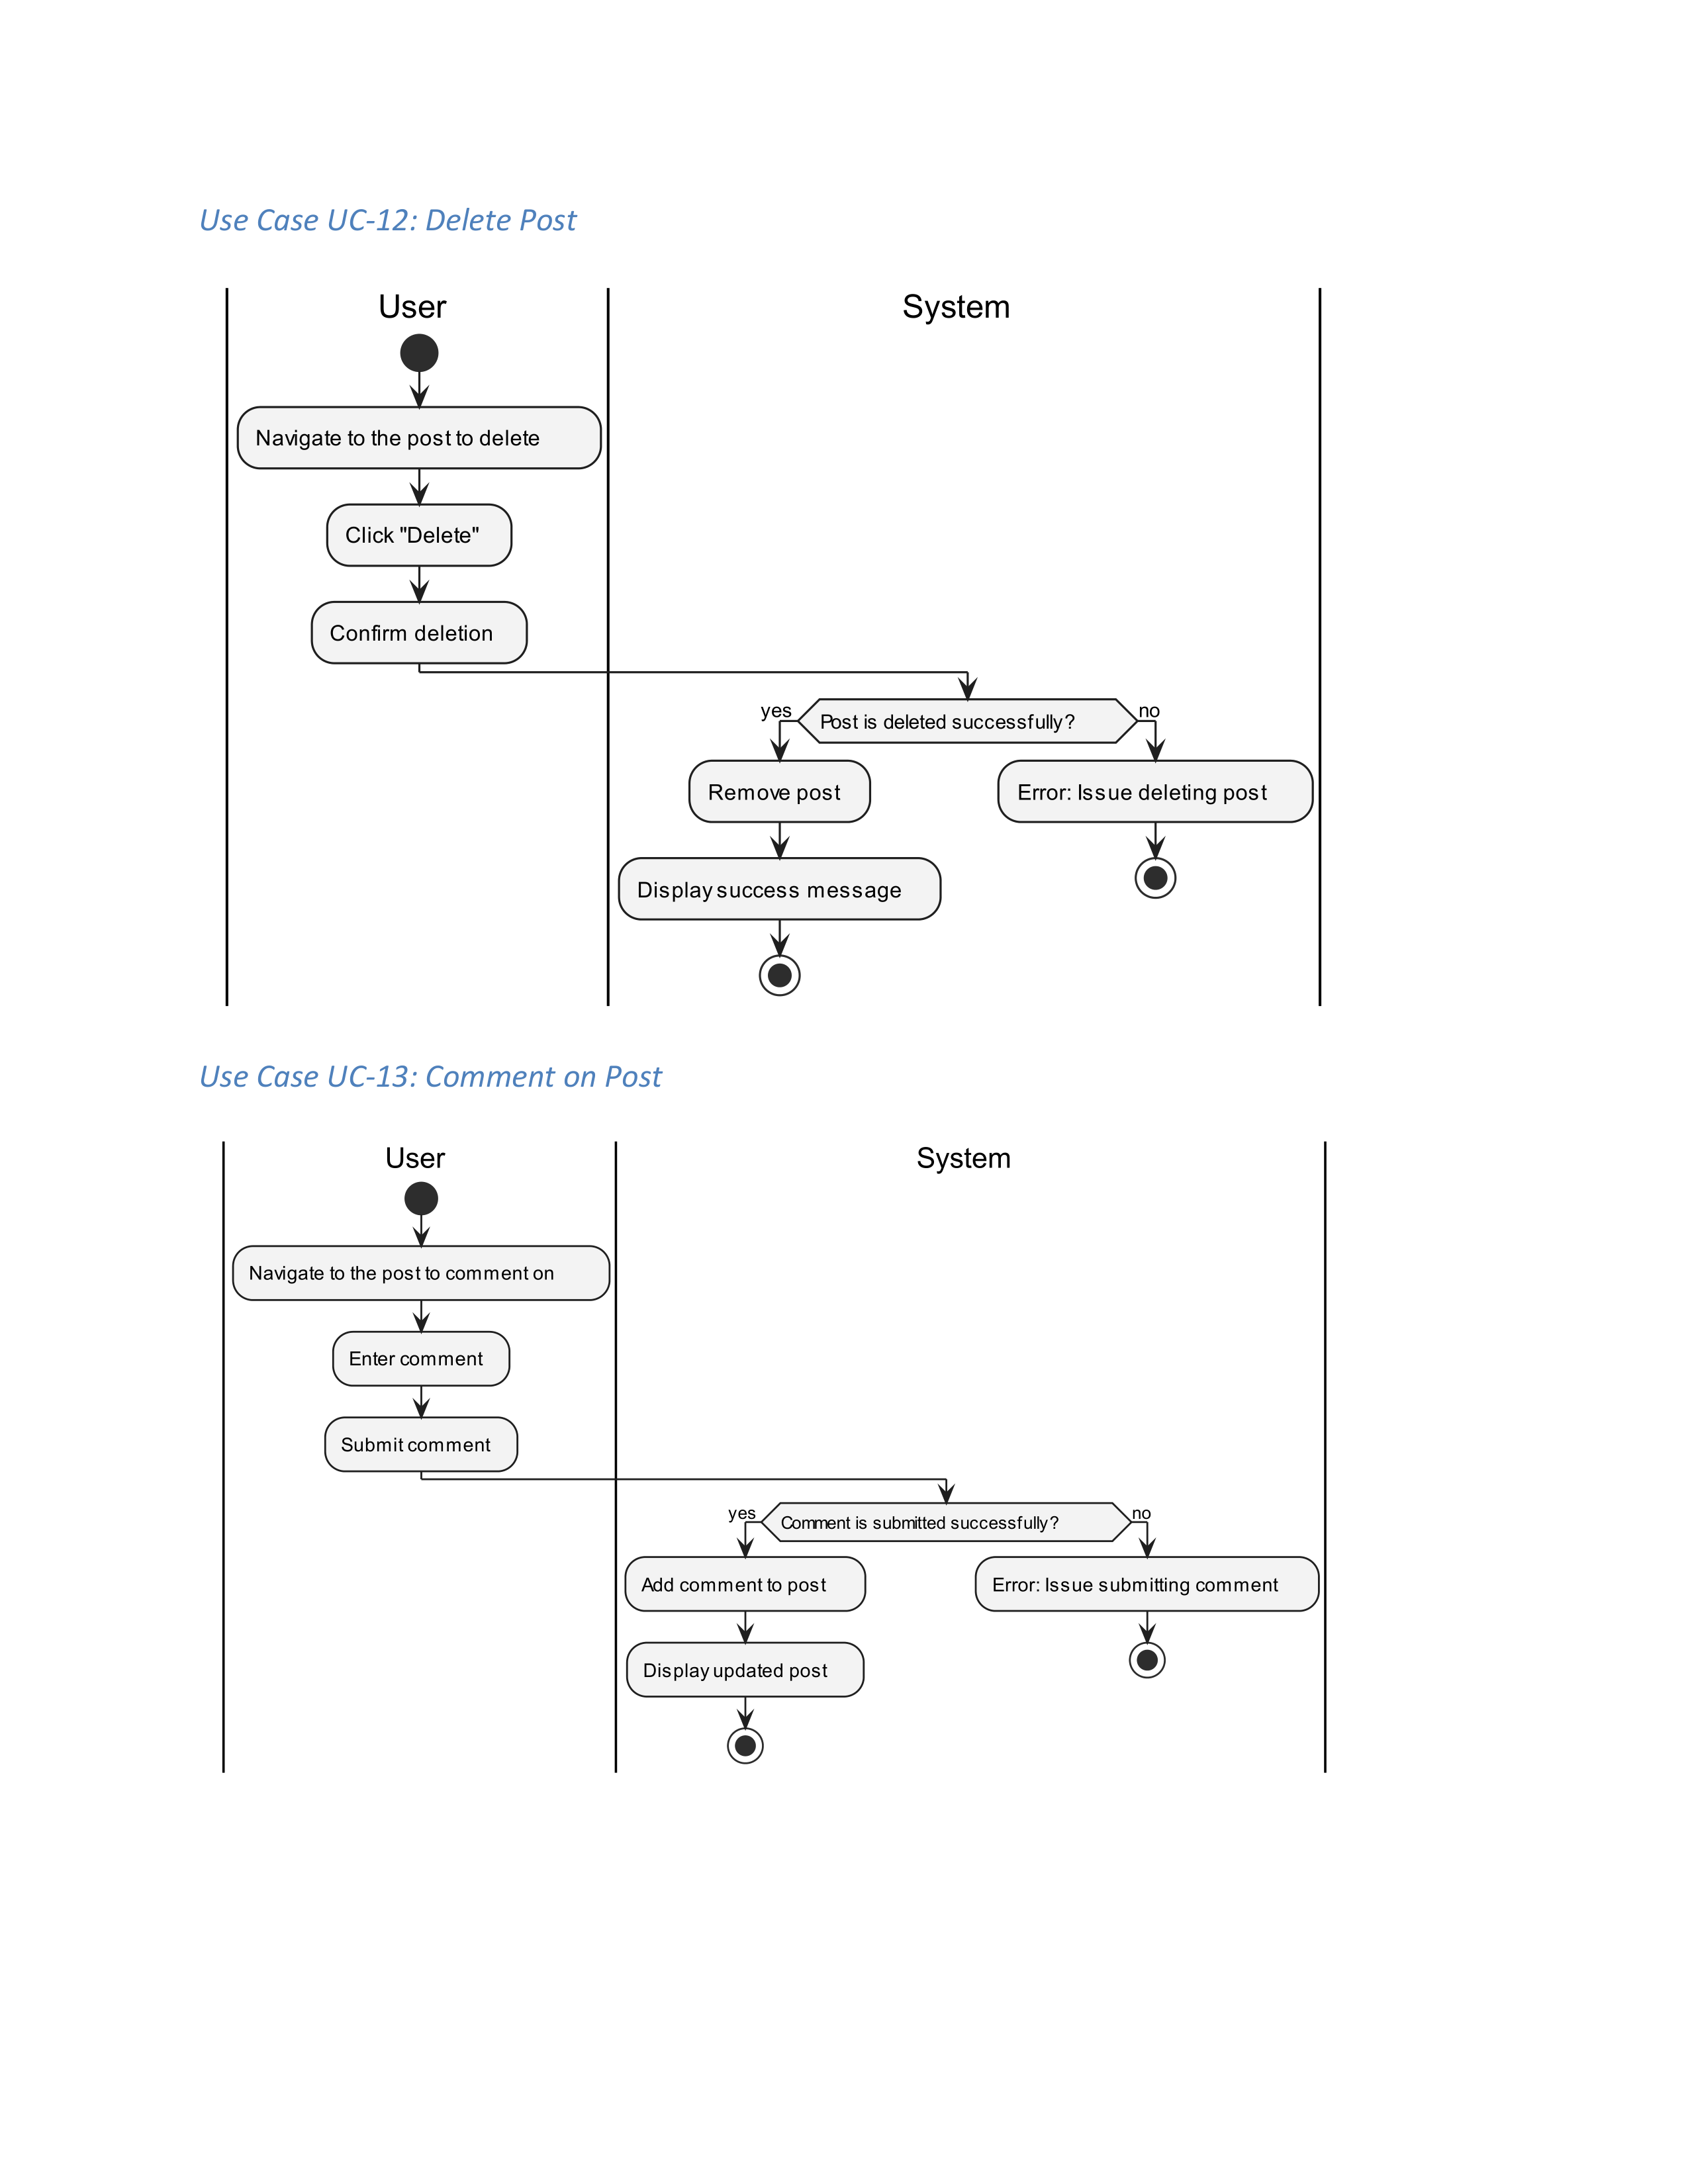 Use Case UC-12: Delete Post
User
System
Navigate to the post to delete
Click "Delete"
Confirm deletion
yes
Post is deleted successfully?
no
Remove post
Error: Issue deleting post
Display success message
Use Case UC-13: Comment on Post
User
System
Navigate to the post to comment on
Enter comment
Submit comment
yes
Comment is submitted successfully?
no
Add comment to post
Error: Issue submitting comment
Display updated post